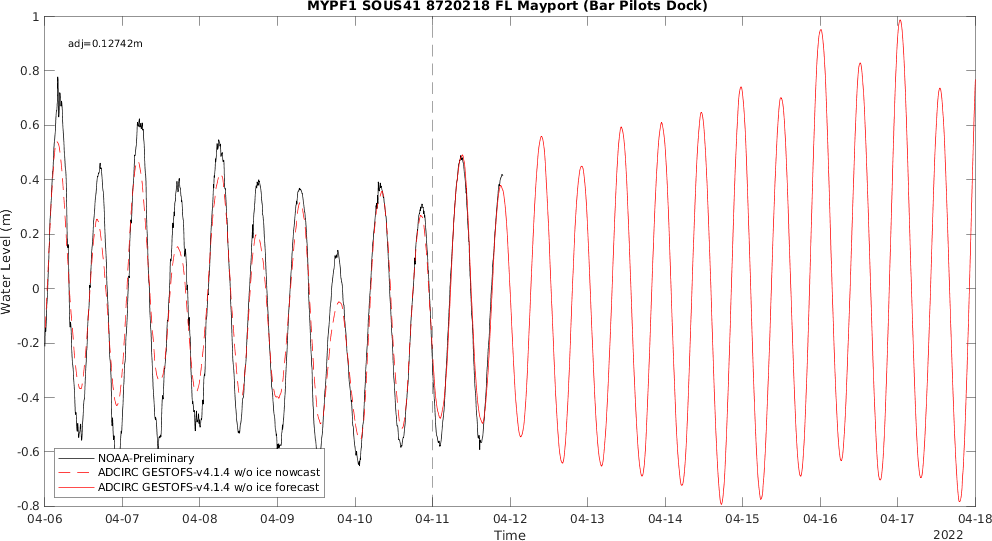 MYPF1 SOUS41 8720218 FL Mayport (Bar Pilots Dock)
adj=0.12742m
Water Level (m)
1
0.8
0.6
0.4
0.2
0
-0.2
-0.4
-0.6
-0.8
NOAA-Preliminary
ADCIRC GESTOFS-v4.1.4 w/o ice nowcast
ADCIRC GESTOFS-v4.1.4 w/o ice forecast
04-06 04-07 04-08 04-09 04-10 04-11 04-12 04-13 04-14 04-15 04-16 04-17 04-18
Time
2022